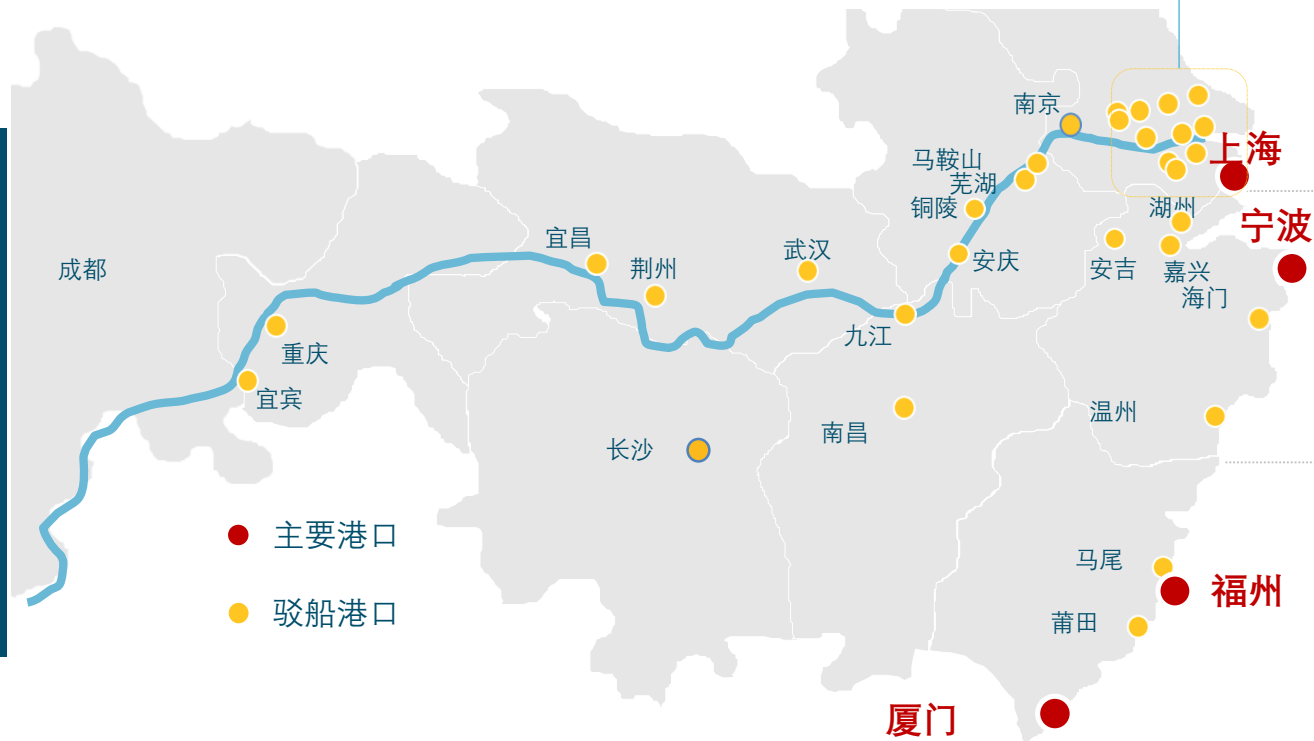 南京
上海
马鞍山
芜湖
铜陵
湖州
宁波
宜昌
武汉
安庆
成都
荆州
安吉
嘉兴
海门
九江
重庆
宜宾
温州
南昌
长沙
主要港口
马尾
福州
驳船港口
莆田
厦门